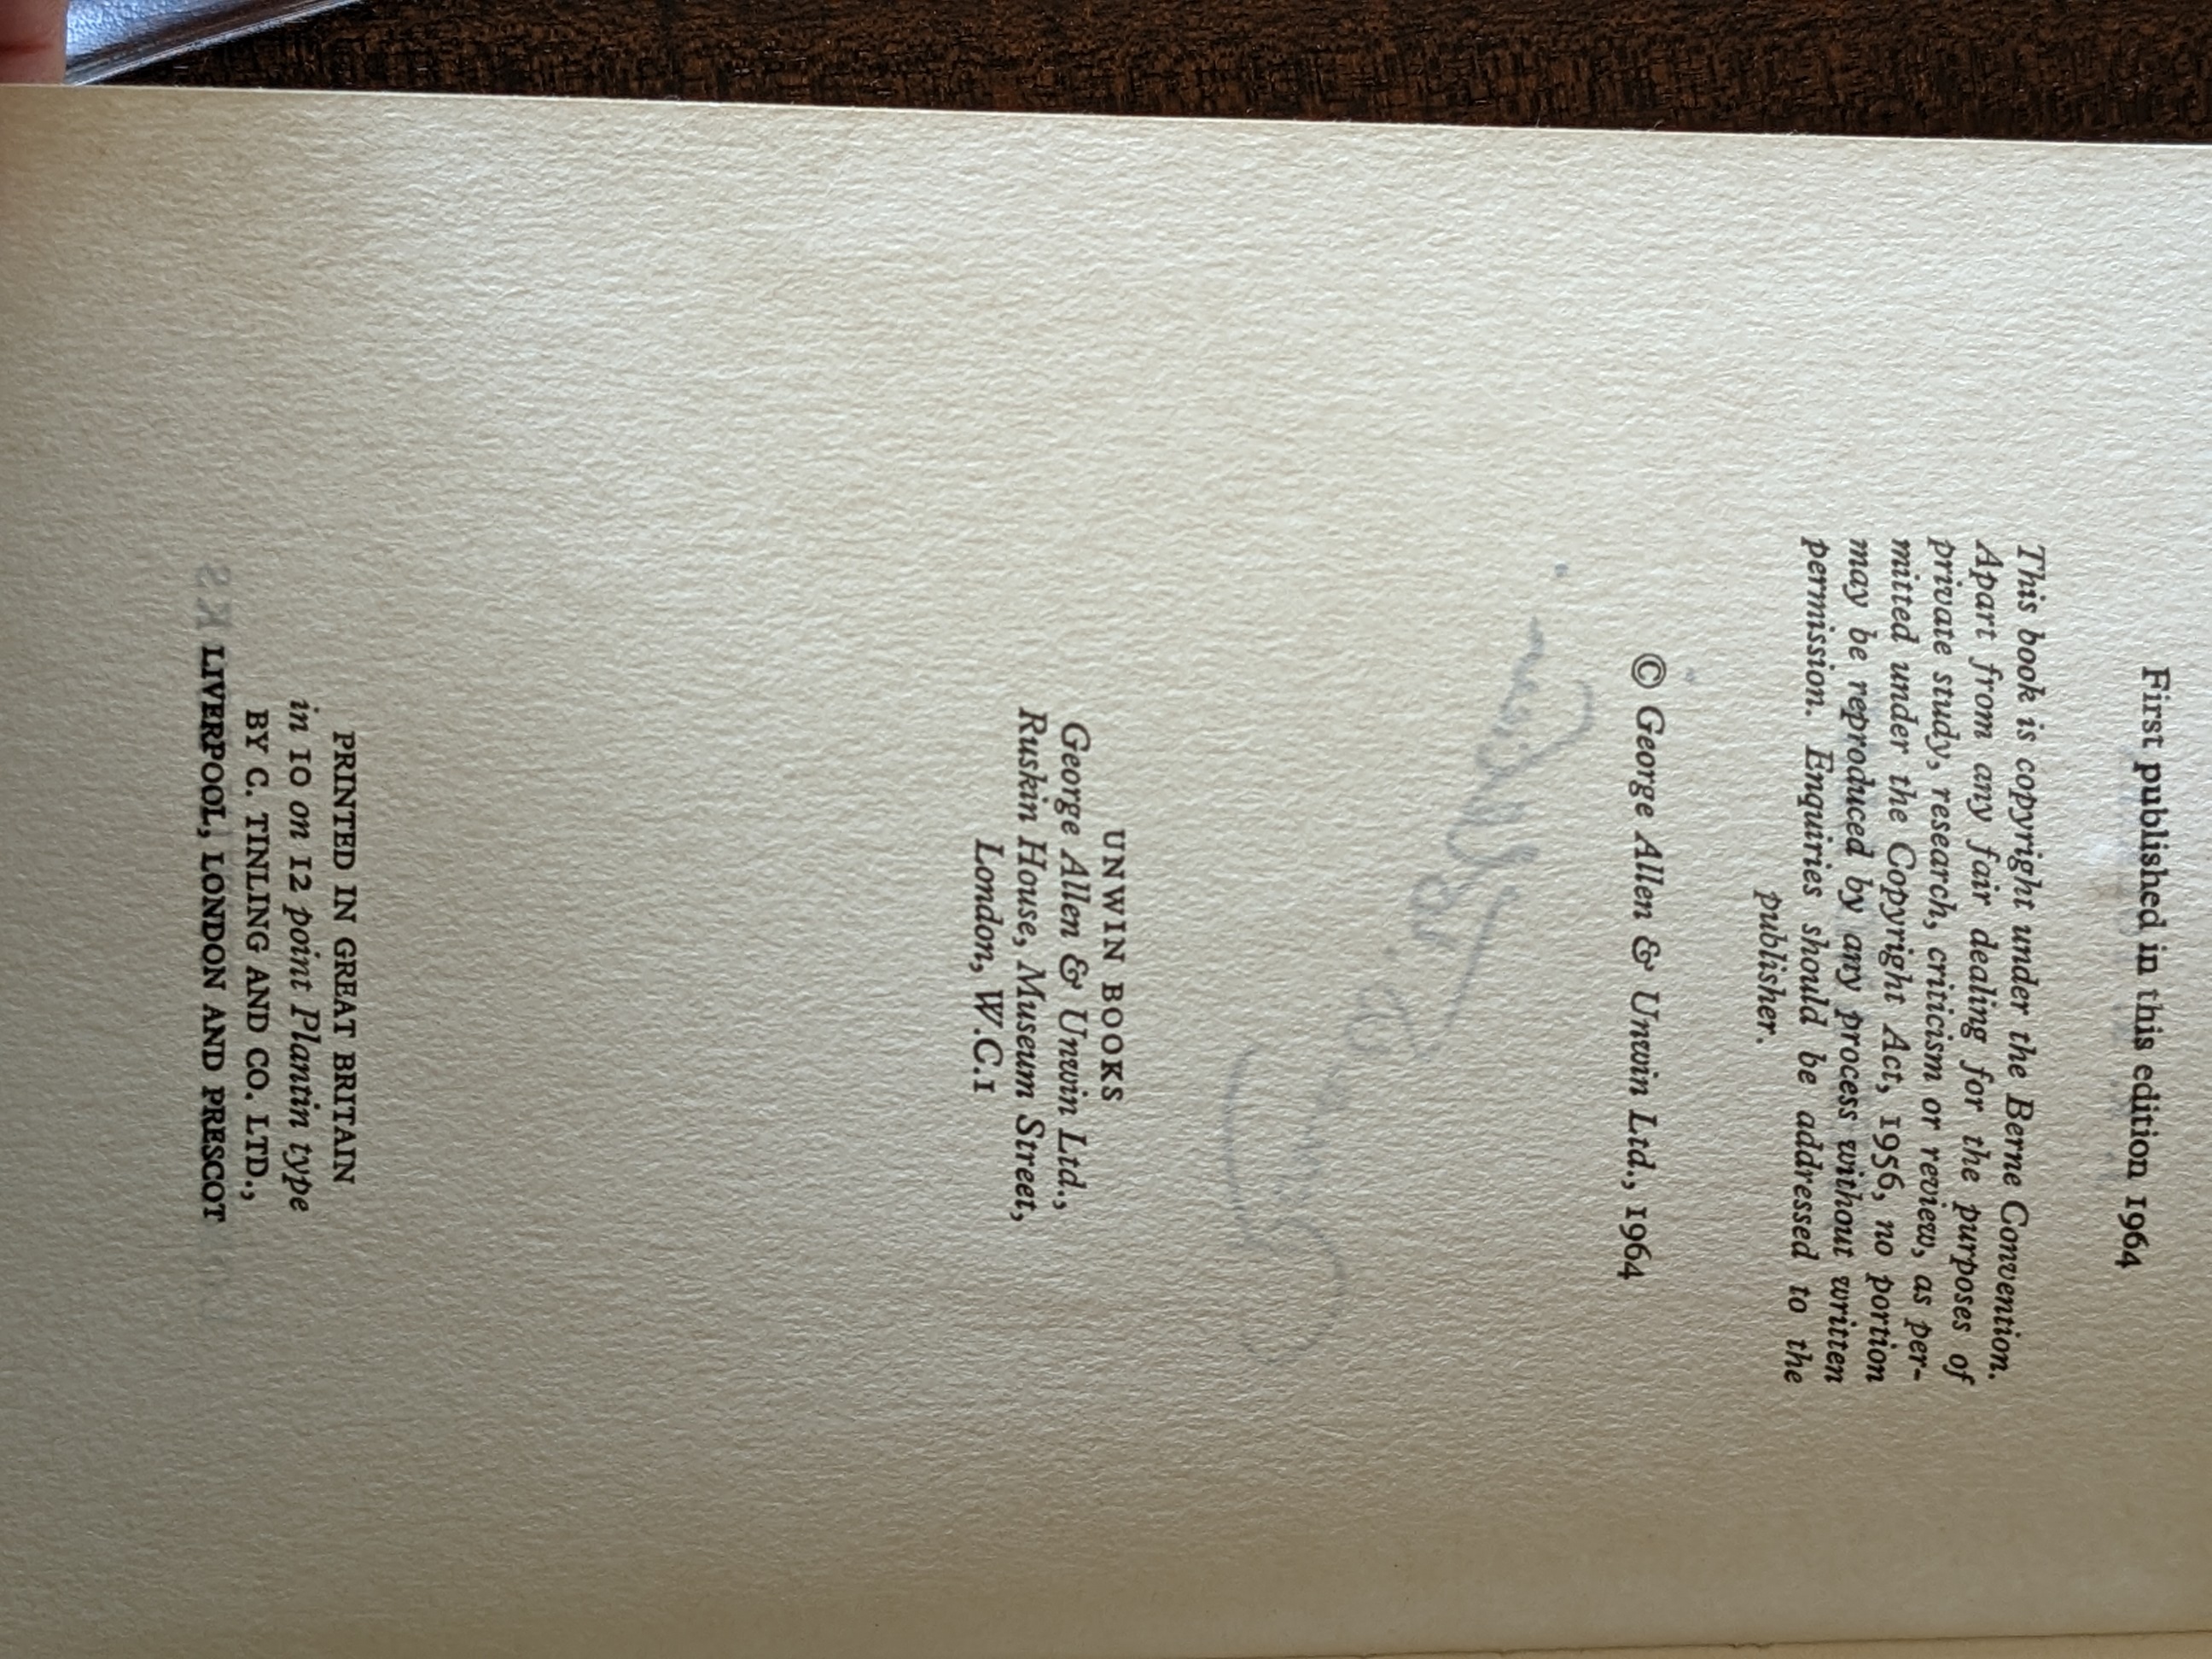 First published in this edition 1964
This book is copyright under the Berne Convention.
Apart from any fair dealing for the purposes of
private study, research, criticism or review, as per-
mitted under the Copyright Act, 1956, no portion
may be reproduced by any process without written
permission. Enquiries should be addressed to the
publisher.
© George Allen & Unwin Ltd., 1964
UNWIN BOOKS
George Allen & Unwin Ltd.,
Ruskin House, Museum Street,
London, W.C.1
PRINTED IN GREAT BRITAIN
in 10 on 12 point Plantin type
BY C. TINLING AND CO. LTD.,
LIVERPOOL, LONDON AND PRESCOT